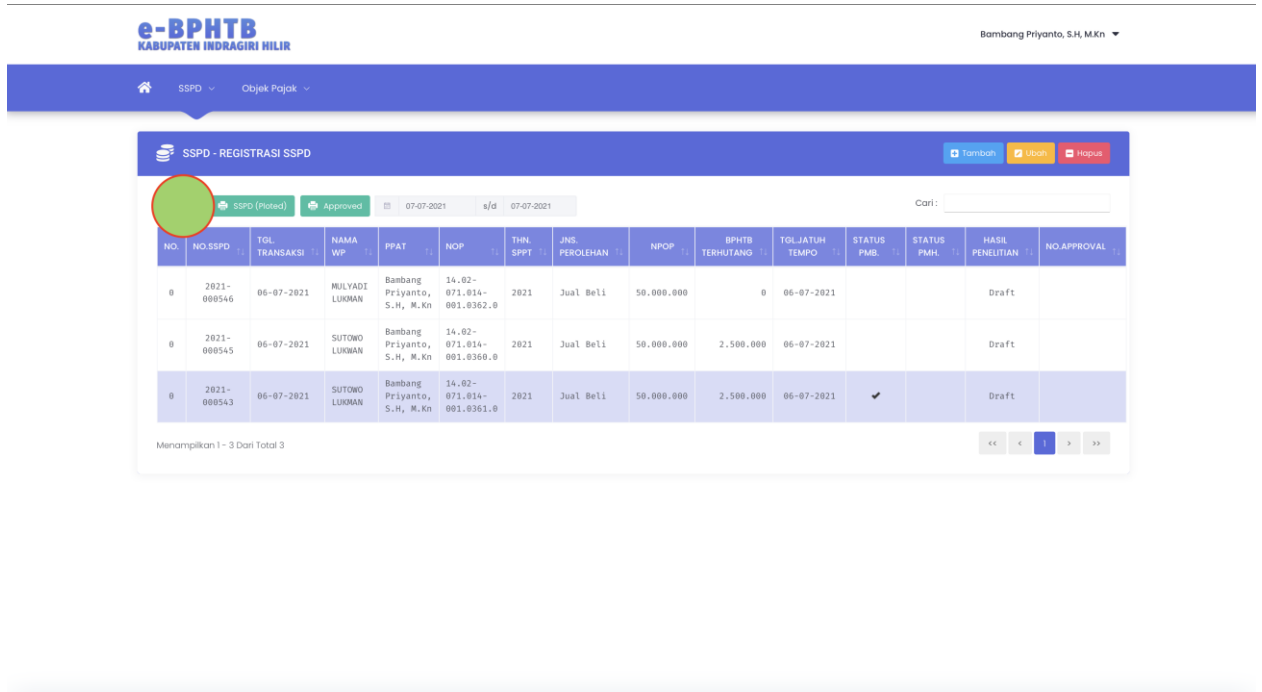 e-BPHTB
KABUPATEN INDRAGIRI HILIR
Bambang Priyanto, S.H, M.Kn
SSPD
Objek Pajak
SSPD - REGISTRASI SSPD
Tambah
Ubah
Hapus
SSPD (Ploted)
Approved
07-07-2021 s/d 07-07-2021
Cari :
NO. NO.SSPD TGL. TRANSAKSI NAMA WP PPAT NOP THN. SPPT JNS. PEROLEHAN NPOP BPHTB TERHUTANG TGL.JATUH TEMPO STATUS PMB. STATUS PMH. HASIL PENELITIAN NO.APPROVAL
0 2021-000546 06-07-2021 MULYADI LUKMAN Bambang Priyanto, S.H, M.Kn 14.02-071.014-001.0362.0 2021 Jual Beli 50.000.000 0 06-07-2021 Draft
0 2021-000545 06-07-2021 SUTOWO LUKMAN Bambang Priyanto, S.H, M.Kn 14.02-071.014-001.0360.0 2021 Jual Beli 50.000.000 2.500.000 06-07-2021 Draft
0 2021-000543 06-07-2021 SUTOWO LUKMAN Bambang Priyanto, S.H, M.Kn 14.02-071.014-001.0361.0 2021 Jual Beli 50.000.000 2.500.000 06-07-2021 ✔ Draft
Menampilkan 1 - 3 Dari Total 3
<< < 1 > >>